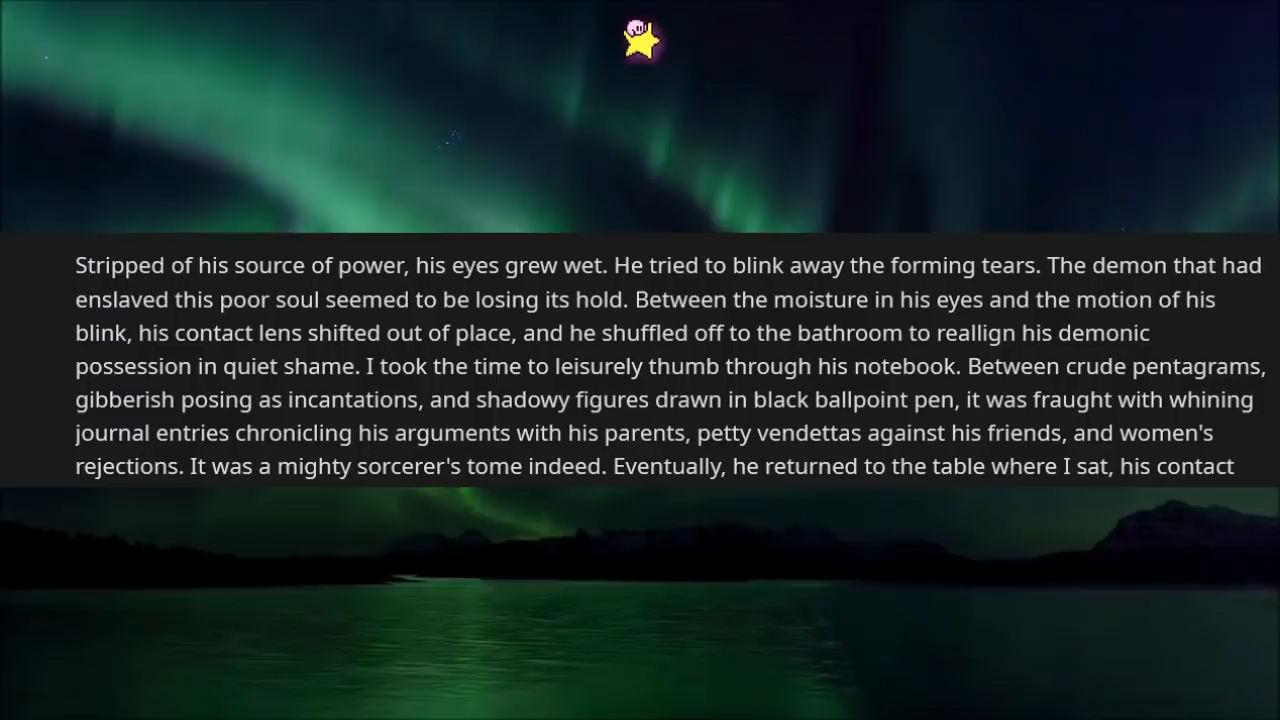 Stripped of his source of power, his eyes grew wet. He tried to blink away the forming tears. The demon that had
enslaved this poor soul seemed to be losing its hold. Between the moisture in his eyes and the motion of his
blink, his contact lens shifted out of place, and he shuffled off to the bathroom to reallign his demonic
possession in quiet shame. I took the time to leisurely thumb through his notebook. Between crude pentagrams,
gibberish posing as incantations, and shadowy figures drawn in black ballpoint pen, it was fraught with whining
journal entries chronicling his arguments with his parents, petty vendettas against his friends, and women's
rejections. It was a mighty sorcerer's tome indeed. Eventually, he returned to the table where I sat, his contact